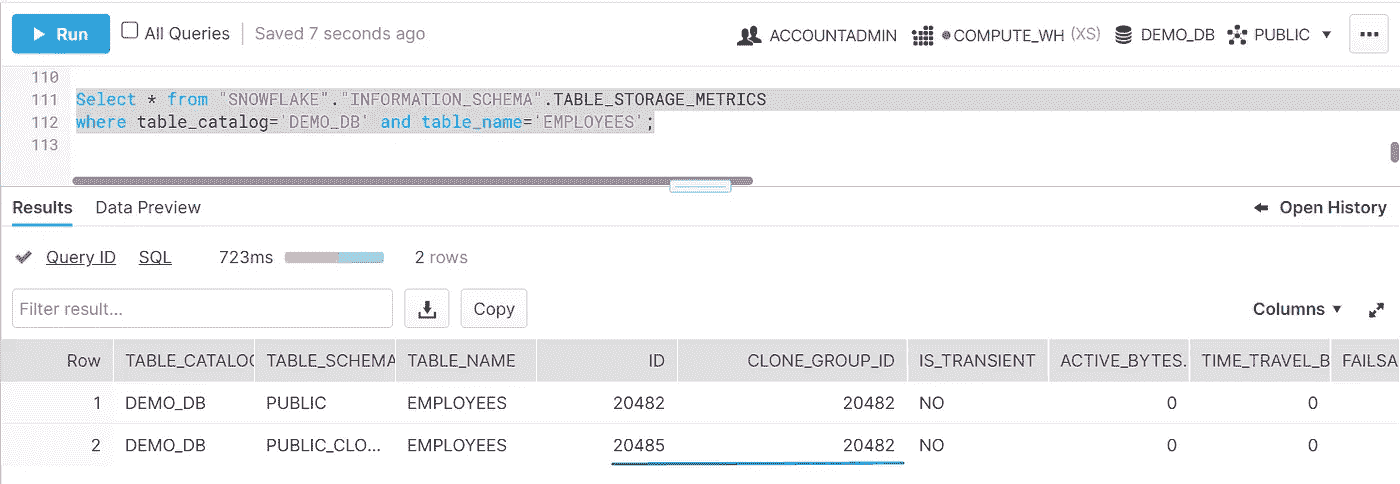 Run All Queries Saved 7 seconds ago ACCOUNTADMIN COMPUTE_WH (XS) DEMO_DB PUBLIC ...
110
111 Select * from "SNOWFLAKE"."INFORMATION_SCHEMA".TABLE_STORAGE_METRICS
112 where table_catalog='DEMO_DB' and table_name='EMPLOYEES';
113
Results Data Preview Open History
Query ID SQL 723ms 2 rows
Filter result... Copy Columns
Row TABLE_CATALOG TABLE_SCHEMA TABLE_NAME ID CLONE_GROUP_ID IS_TRANSIENT ACTIVE_BYTES. TIME_TRAVEL_B FAILSA
1 DEMO_DB PUBLIC EMPLOYEES 20482 20482 NO 0 0
2 DEMO_DB PUBLIC_CLO... EMPLOYEES 20485 20482 NO 0 0